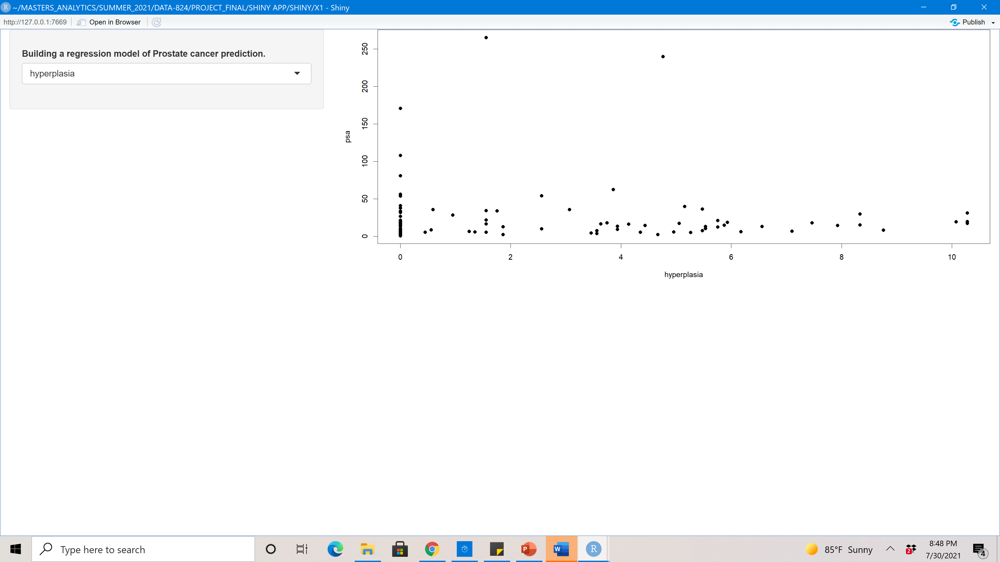 R ~/MASTERS_ANALYTICS/SUMMER_2021/DATA-824/PROJECT_FINAL/SHINY APP/SHINY/X1 - Shiny
http://127.0.0.1:7669 Open in Browser Publish
Building a regression model of Prostate cancer prediction.
hyperplasia
250
200
150
100
50
0
psa
0 2 4 6 8 10
hyperplasia
Type here to search
P
W
R
85°F Sunny
2
8:48 PM
7/30/2021
4